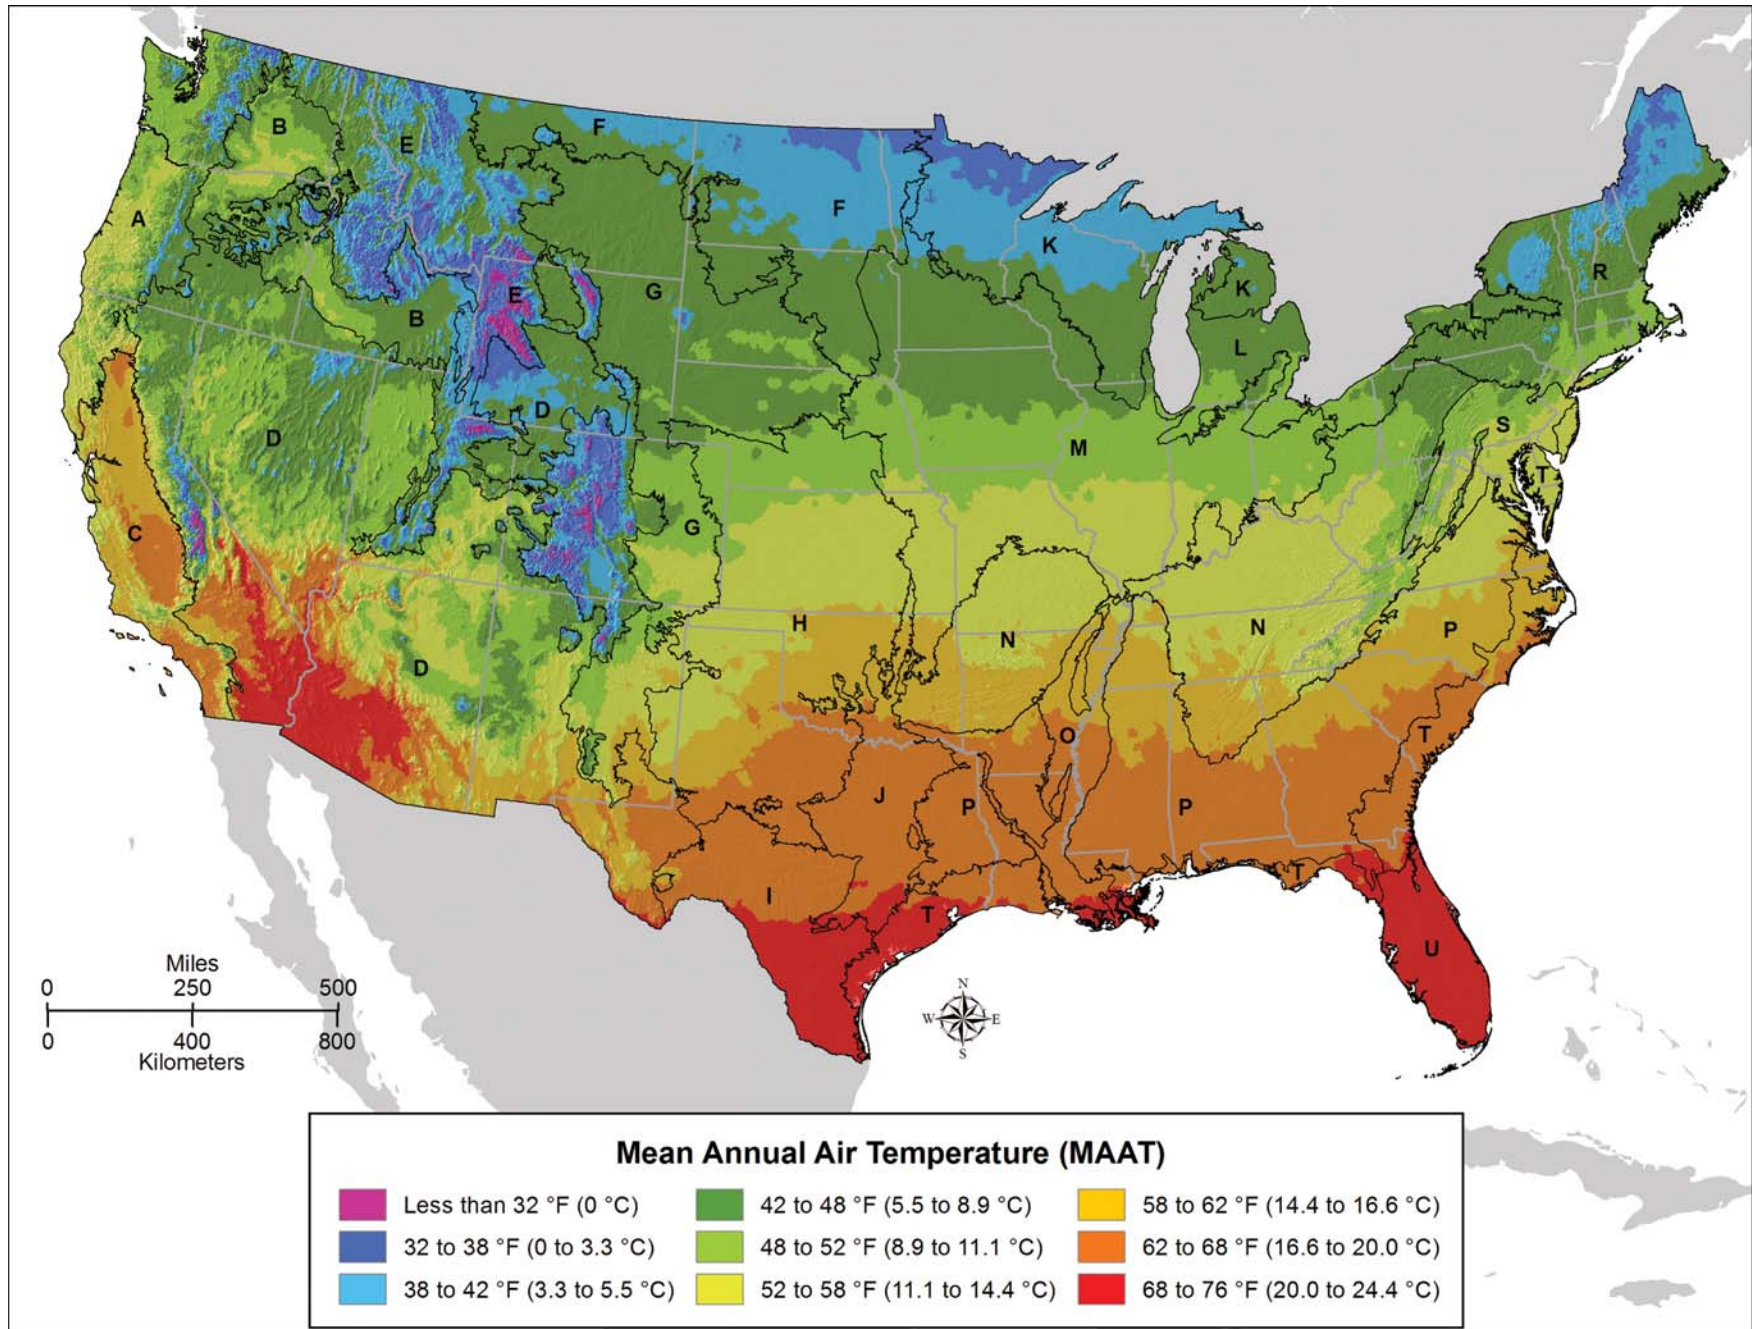 B
E
F
A
F
K
R
E
G
K
B
L
L
D
D
M
S
T
C
G
H
N
N
P
D
O
T
J
P
P
I
T
T
U
Miles
0 250 500
0 400 800
Kilometers
N
W E
S
Mean Annual Air Temperature (MAAT)
Less than 32 °F (0 °C)
32 to 38 °F (0 to 3.3 °C)
38 to 42 °F (3.3 to 5.5 °C)
42 to 48 °F (5.5 to 8.9 °C)
48 to 52 °F (8.9 to 11.1 °C)
52 to 58 °F (11.1 to 14.4 °C)
58 to 62 °F (14.4 to 16.6 °C)
62 to 68 °F (16.6 to 20.0 °C)
68 to 76 °F (20.0 to 24.4 °C)